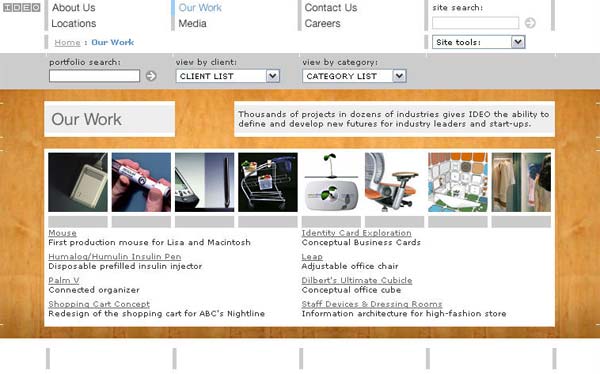 IDEO
About Us
Our Work
Contact Us
site search:
Locations
Media
Careers
Home : Our Work
Site tools:
portfolio search:
view by client:
view by category:
CLIENT LIST
CATEGORY LIST
Our Work
Thousands of projects in dozens of industries gives IDEO the ability to
define and develop new futures for industry leaders and start-ups.
Mouse
First production mouse for Lisa and Macintosh
Humalog/Humulin Insulin Pen
Disposable prefilled insulin injector
Palm V
Connected organizer
Shopping Cart Concept
Redesign of the shopping cart for ABC's Nightline
Identity Card Exploration
Conceptual Business Cards
Leap
Adjustable office chair
Dilbert's Ultimate Cubicle
Conceptual office cube
Staff Devices & Dressing Rooms
Information architecture for high-fashion store